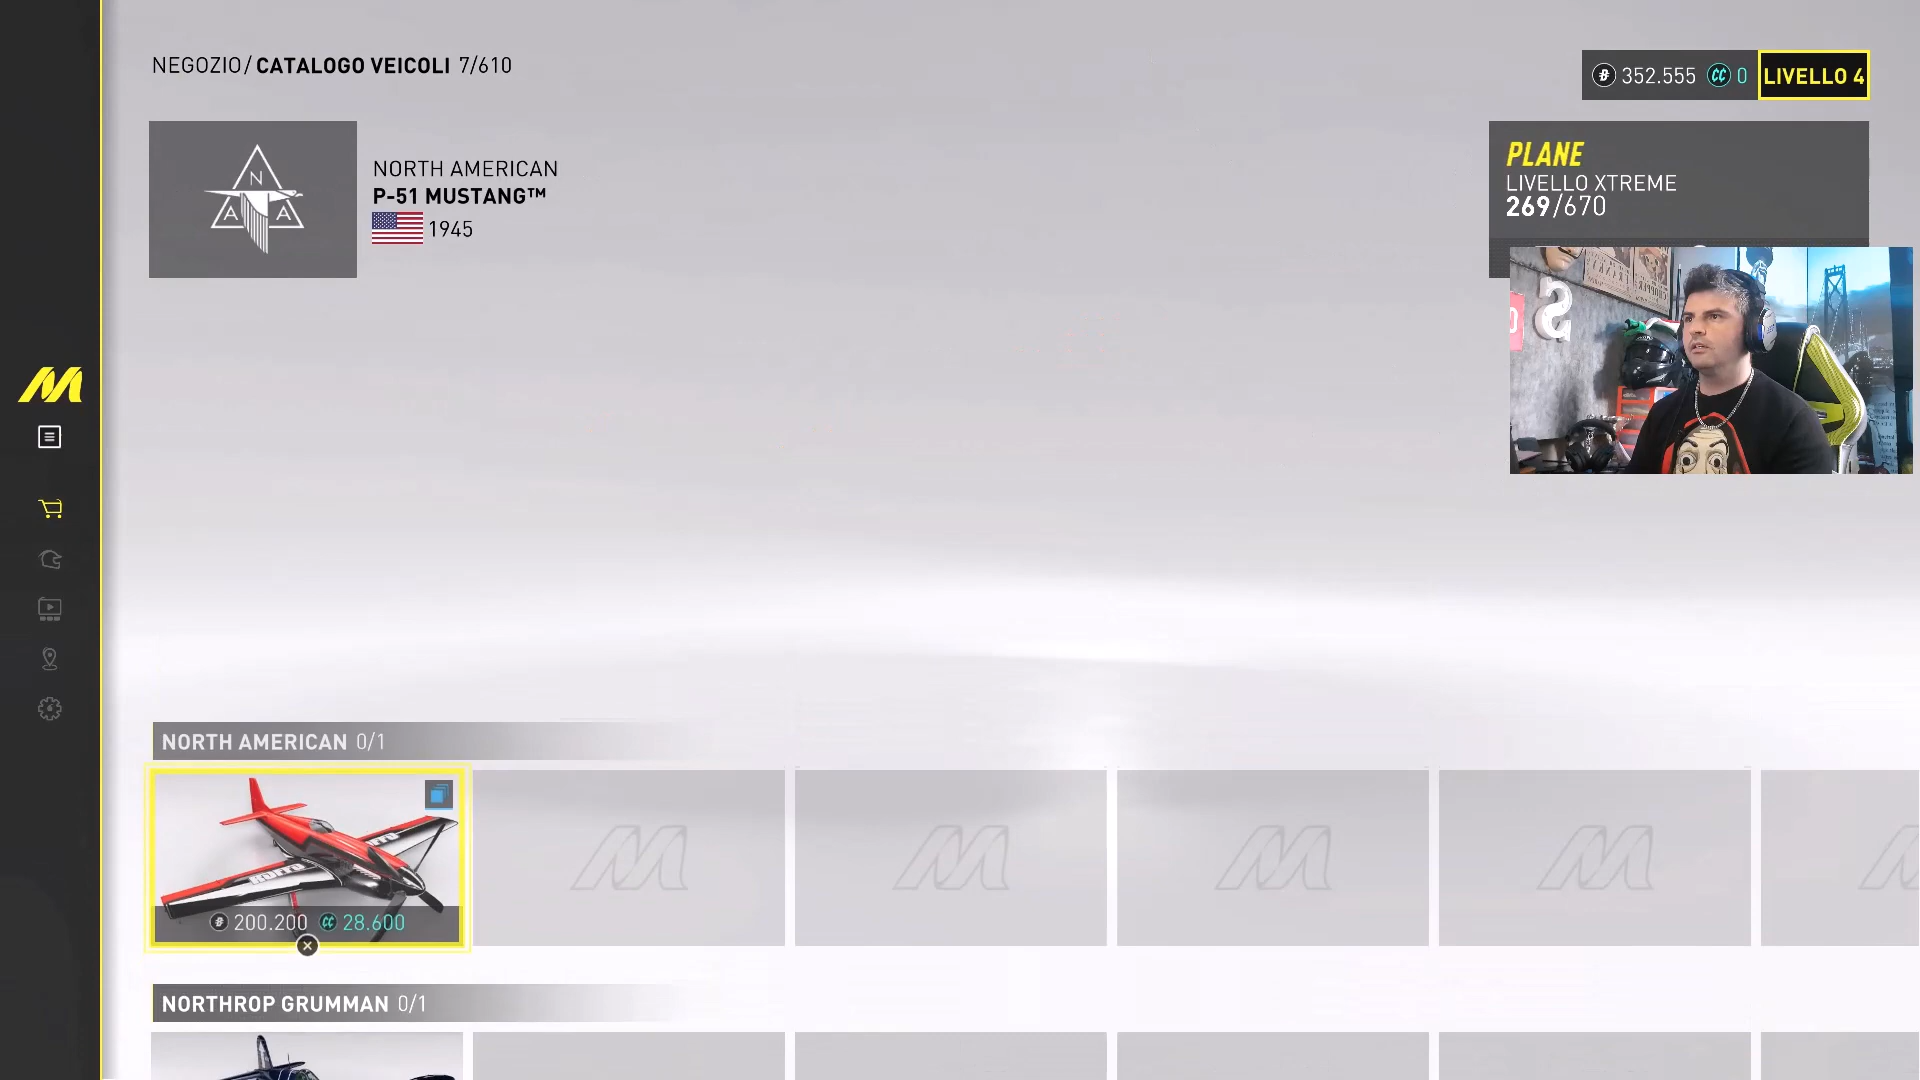 NEGOZIO/CATALOGO VEICOLI 7/610
352.555 0 LIVELLO 4
N
A A
NORTH AMERICAN
P-51 MUSTANG™
1945
PLANE
LIVELLO XTREME
269/670
S
NORTH AMERICAN 0/1
200.200 28.600
NORTHROP GRUMMAN 0/1